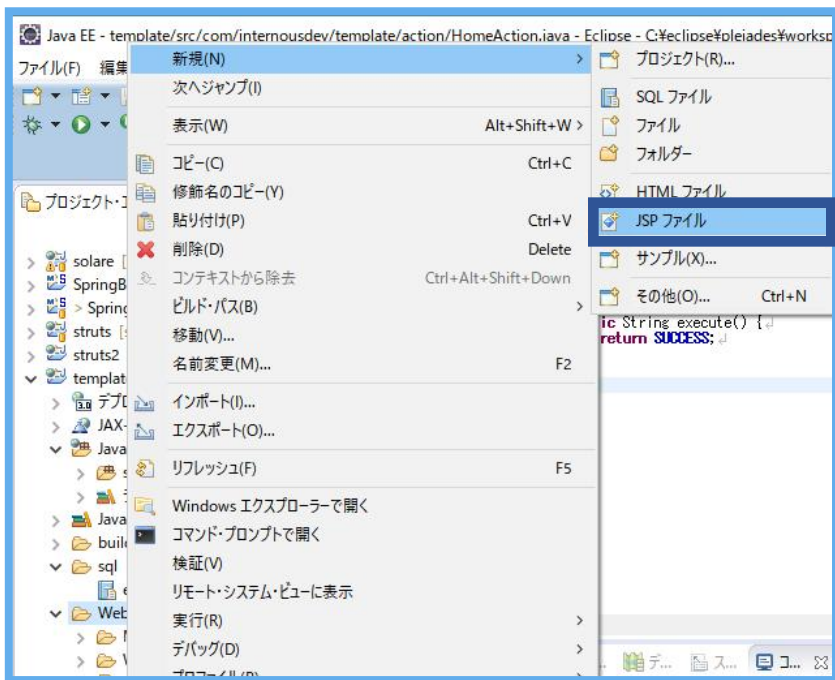 Java EE - template/src/com/internousdev/template/action/HomeAction.java - Eclipse - C:¥eclipse¥pleiades¥worksp
ファイル(F) 編集
新規(N) >
次へジャンプ(I)
表示(W) Alt+Shift+W >
コピー(C) Ctrl+C
修飾名のコピー(Y)
貼り付け(P) Ctrl+V
削除(D) Delete
コンテキストから除去 Ctrl+Alt+Shift+Down
ビルド・パス(B) >
移動(V)...
名前変更(M)... F2
インポート(I)...
エクスポート(O)...
リフレッシュ(F) F5
Windows エクスプローラーで開く
コマンド・プロンプトで開く
検証(V)
リモート・システム・ビューに表示
実行(R) >
デバッグ(D) >
プロジェクト(R)...
SQL ファイル
ファイル
フォルダー
HTML ファイル
JSP ファイル
サンプル(X)...
その他(O)... Ctrl+N
ic String execute() {
return SUCCESS;
プロジェクト・
solare [
SpringB
> Spring
struts [
struts2
templat
デプロ
JAX-
Java
Java
buil
sql
Web
デ...
ス...
コ...